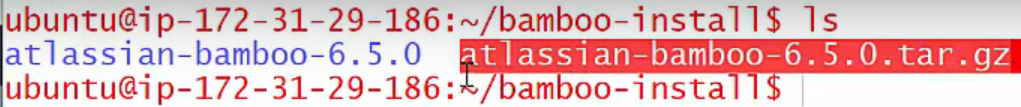 ubuntu@ip-172-31-29-186:~/bamboo-install$ ls
atlassian-bamboo-6.5.0  atlassian-bamboo-6.5.0.tar.gz
ubuntu@ip-172-31-29-186:~/bamboo-install$